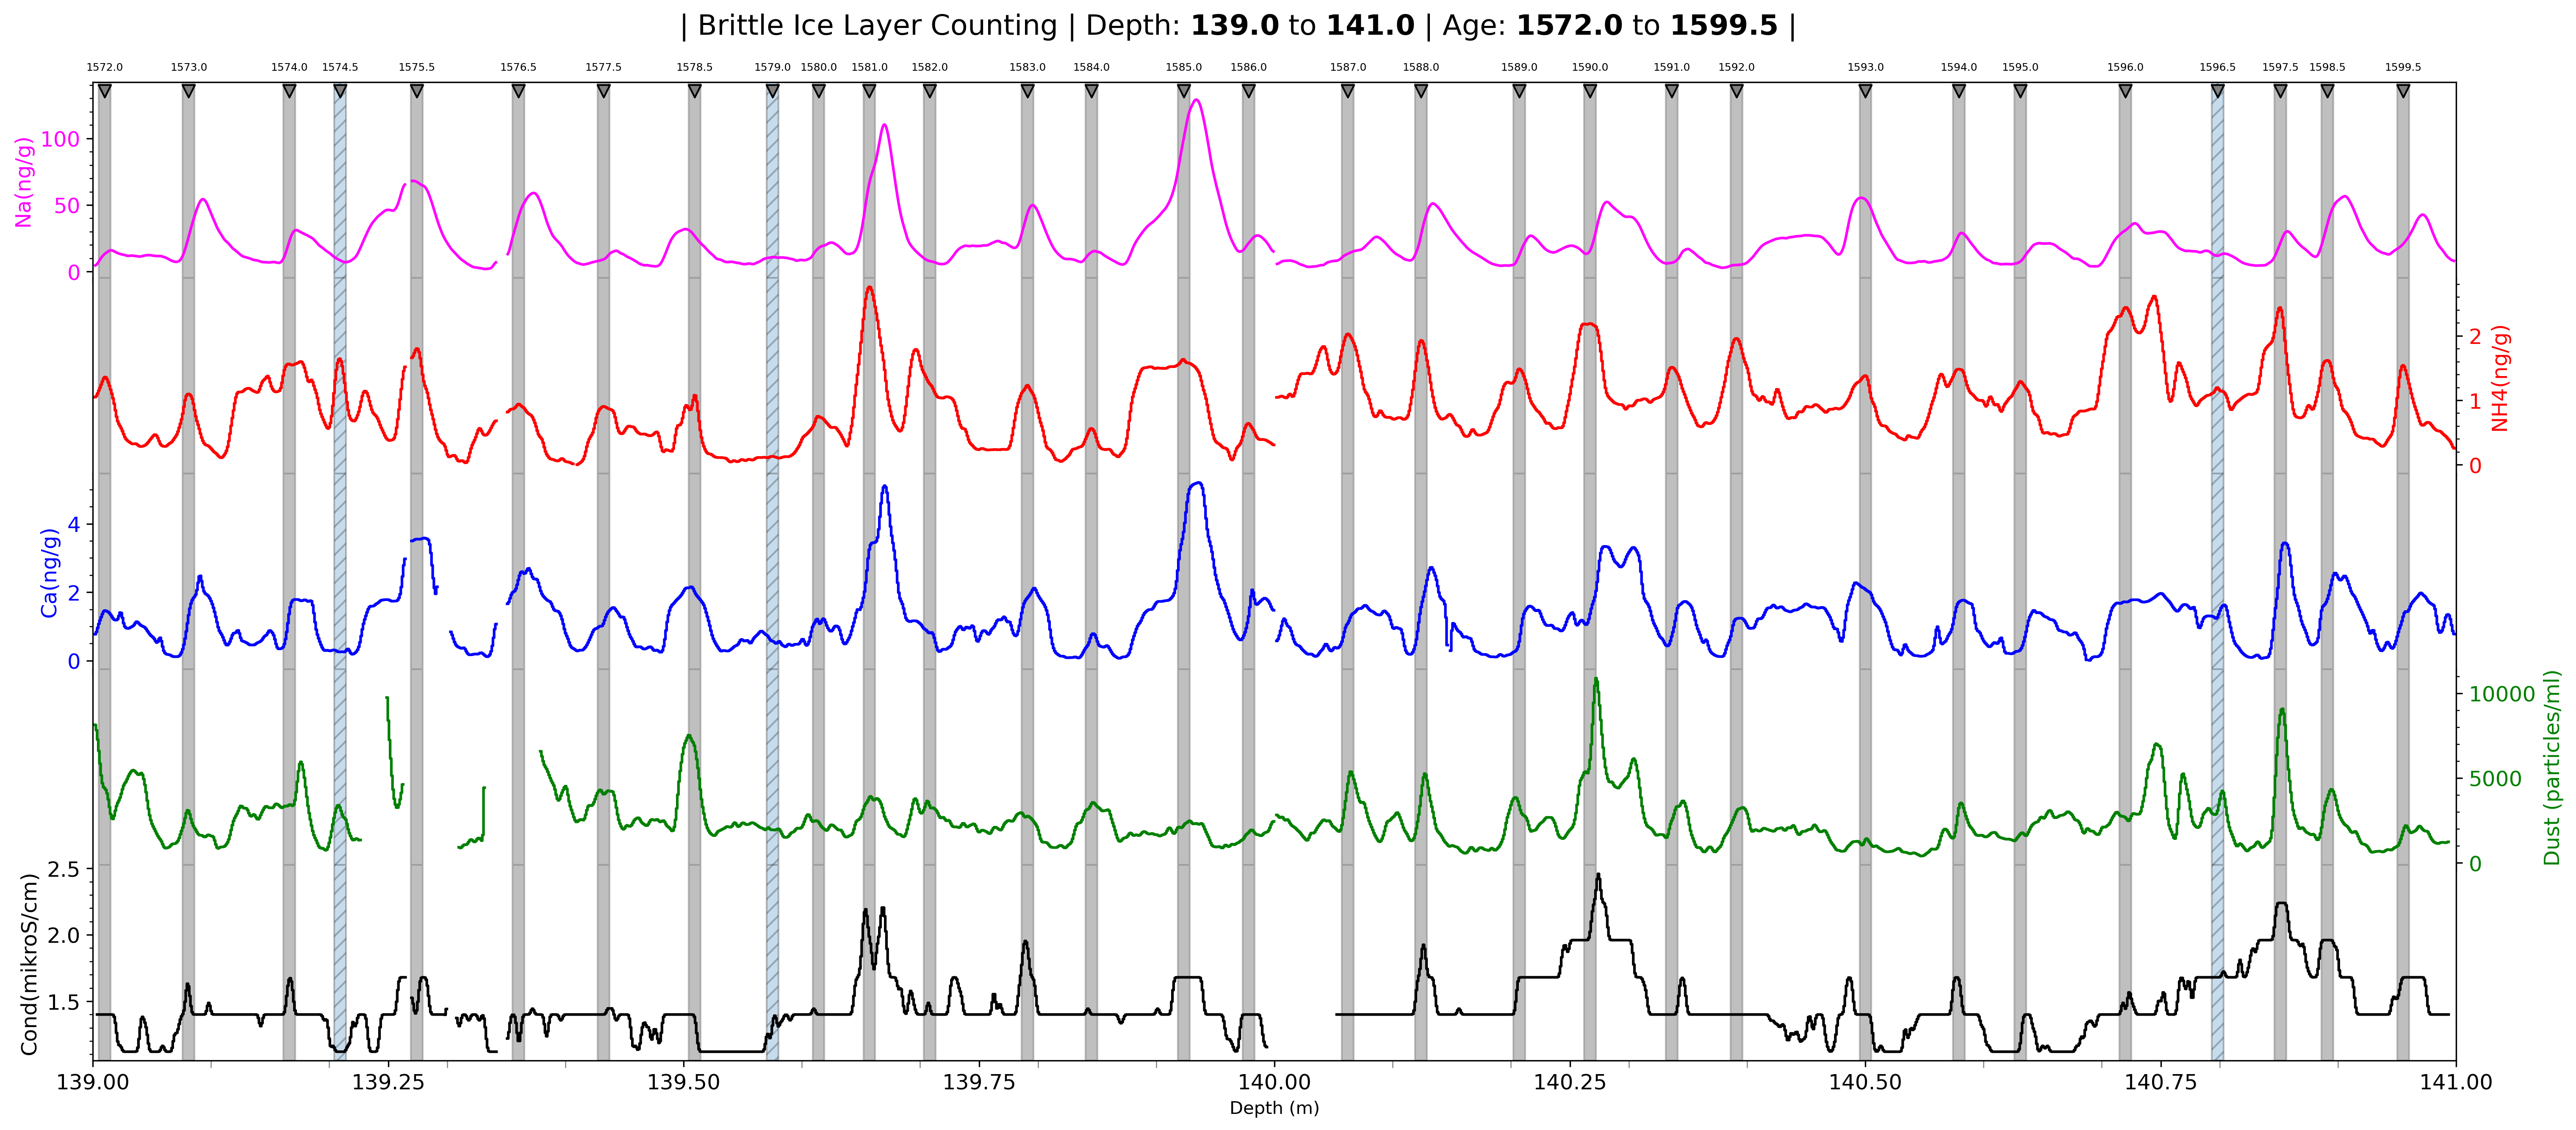 | Brittle Ice Layer Counting | Depth: 139.0 to 141.0 | Age: 1572.0 to 1599.5 |
1572.0 1573.0 1574.0 1574.5 1575.5 1576.5 1577.5 1578.5 1579.0 1580.0 1581.0 1582.0 1583.0 1584.0 1585.0 1586.0 1587.0 1588.0 1589.0 1590.0 1591.0 1592.0 1593.0 1594.0 1595.0 1596.0 1596.5 1597.5 1598.5 1599.5
Na(ng/g)
100
50
0
NH4(ng/g)
2
1
0
Ca(ng/g)
4
2
0
Dust (particles/ml)
10000
5000
0
Cond(mikroS/cm)
2.5
2.0
1.5
139.00 139.25 139.50 139.75 140.00 140.25 140.50 140.75 141.00
Depth (m)